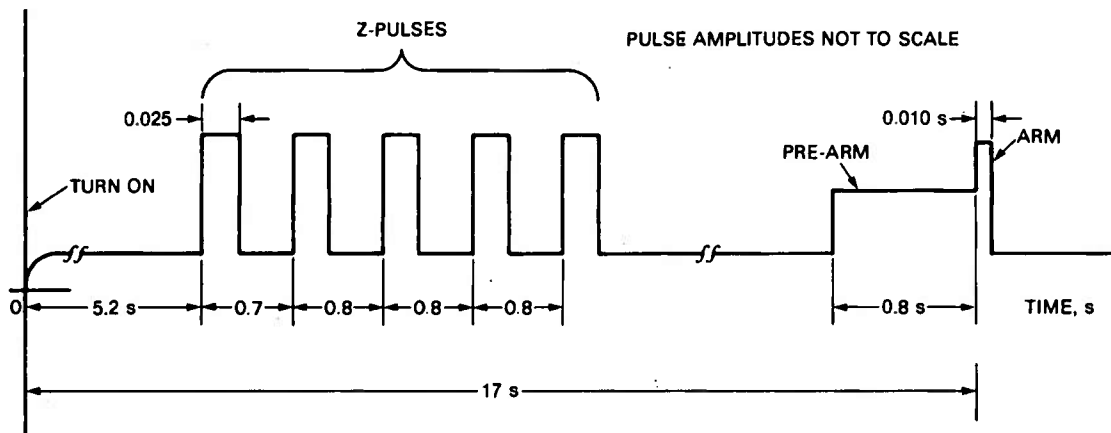 Z-PULSES
PULSE AMPLITUDES NOT TO SCALE
0.025
0.010 s
ARM
PRE-ARM
TURN ON
0
5.2 s
0.7
0.8
0.8
0.8
0.8 s
TIME, s
17 s